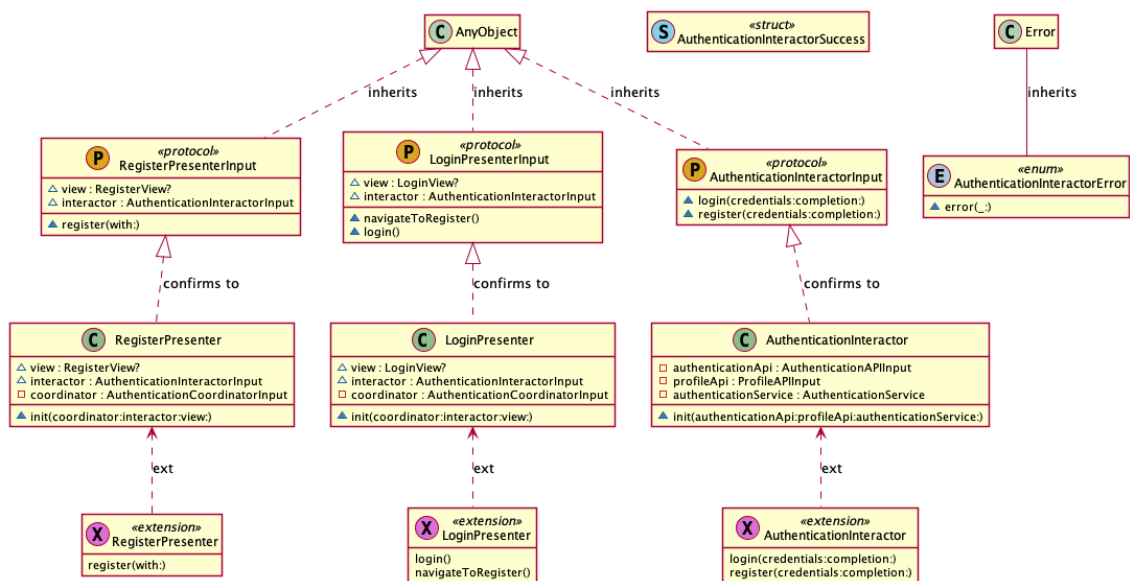 C AnyObject
«struct»
S AuthenticationInteractorSuccess
C Error
inherits
inherits
inherits
inherits
«protocol»
P RegisterPresenterInput
view : RegisterView?
interactor : AuthenticationInteractorInput
register(with:)
«protocol»
P LoginPresenterInput
view : LoginView?
interactor : AuthenticationInteractorInput
navigateToRegister()
login()
«protocol»
P AuthenticationInteractorInput
login(credentials:completion:)
register(credentials:completion:)
«enum»
E AuthenticationInteractorError
error(_:)
confirms to
confirms to
confirms to
C RegisterPresenter
view : RegisterView?
interactor : AuthenticationInteractorInput
coordinator : AuthenticationCoordinatorInput
init(coordinator:interactor:view:)
C LoginPresenter
view : LoginView?
interactor : AuthenticationInteractorInput
coordinator : AuthenticationCoordinatorInput
init(coordinator:interactor:view:)
C AuthenticationInteractor
authenticationApi : AuthenticationAPIInput
profileApi : ProfileAPIInput
authenticationService : AuthenticationService
init(authenticationApi:profileApi:authenticationService:)
ext
ext
ext
«extension»
X RegisterPresenter
register(with:)
«extension»
X LoginPresenter
login()
navigateToRegister()
«extension»
X AuthenticationInteractor
login(credentials:completion:)
register(credentials:completion:)